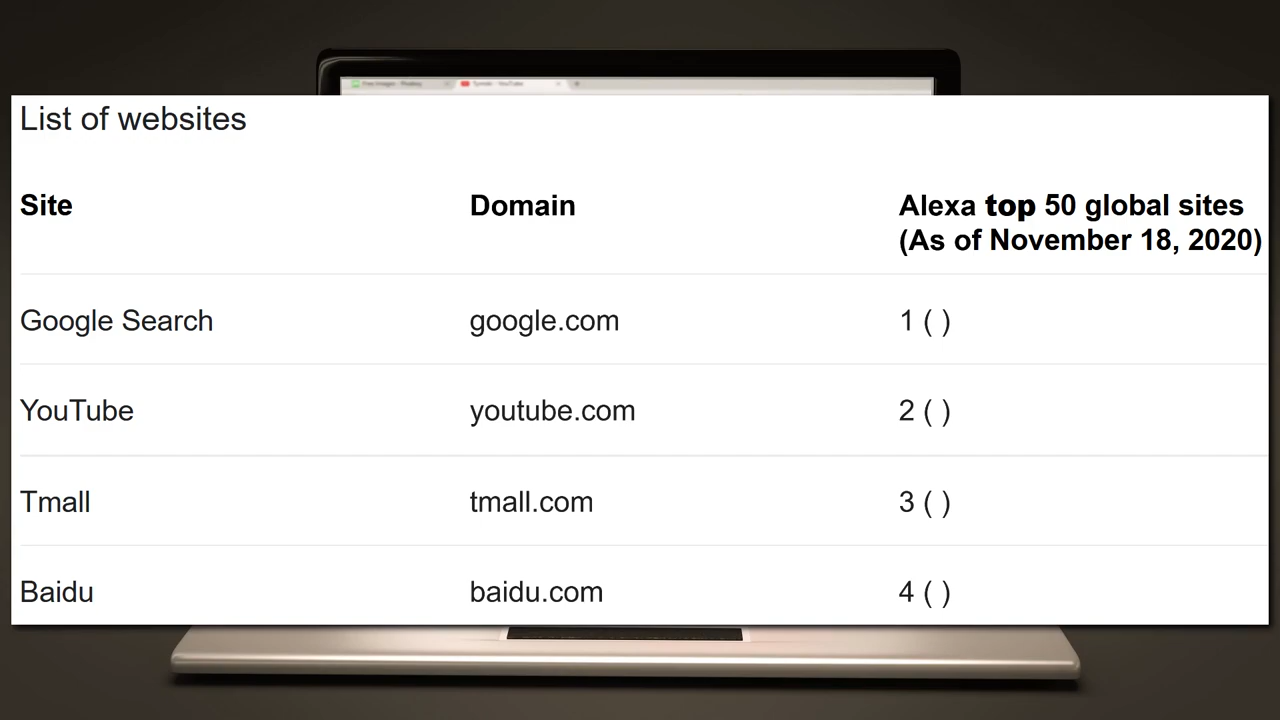 List of websites
Site Domain Alexa top 50 global sites
(As of November 18, 2020)
Google Search google.com 1 ( )
YouTube youtube.com 2 ( )
Tmall tmall.com 3 ( )
Baidu baidu.com 4 ( )